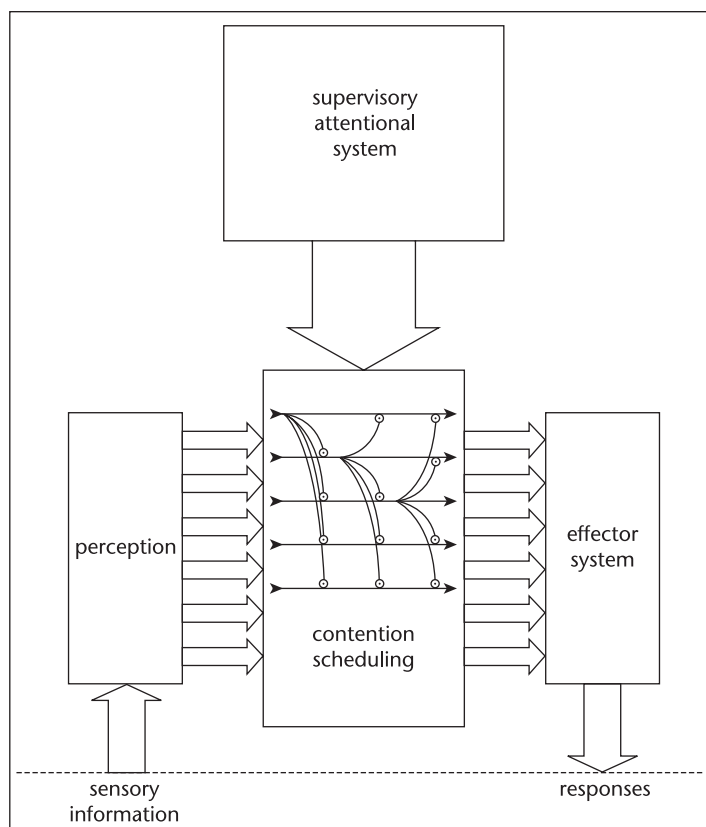 supervisory
attentional
system
perception
contention
scheduling
effector
system
sensory
information
responses